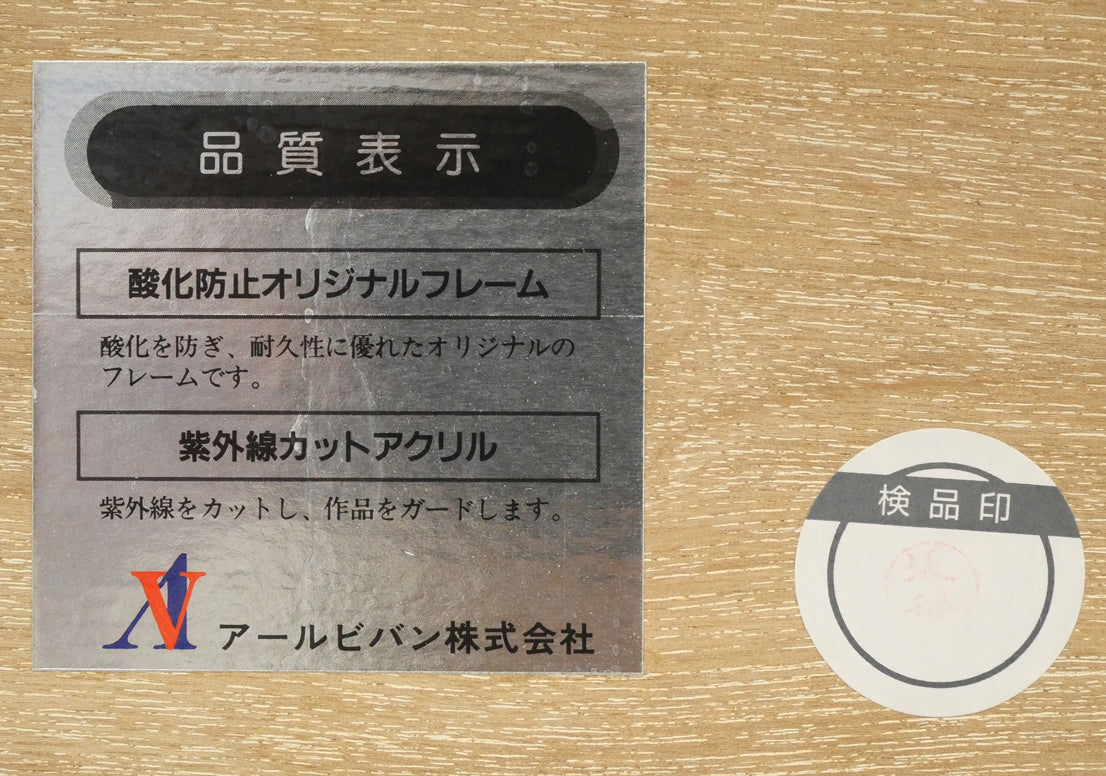 品質表示
酸化防止オリジナルフレーム
酸化を防ぎ、耐久性に優れたオリジナルの
フレームです。
紫外線カットアクリル
紫外線をカットし、作品をガードします。
AV アールビバン株式会社
検品印